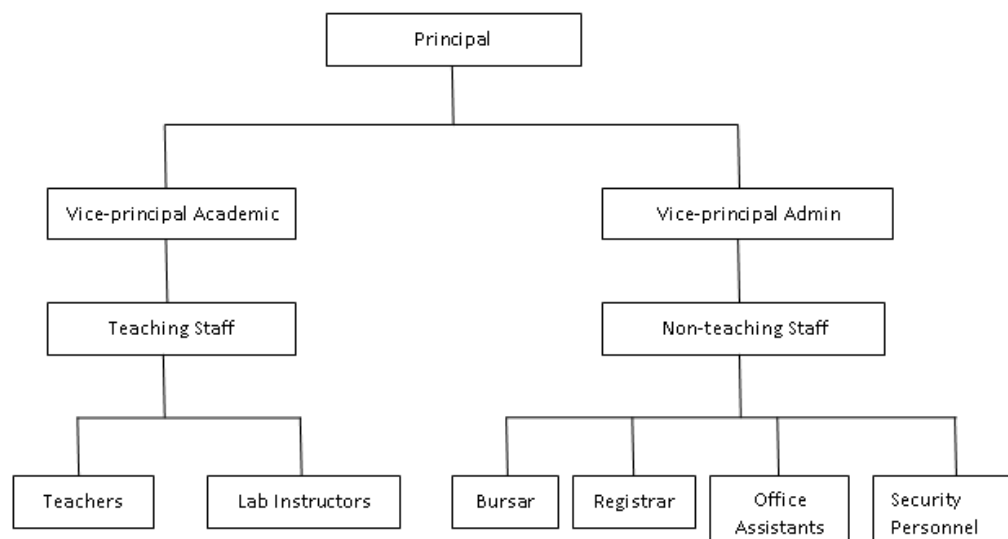 Principal
Vice-principal Academic
Vice-principal Admin
Teaching Staff
Non-teaching Staff
Teachers
Lab Instructors
Bursar
Registrar
Office
Assistants
Security
Personnel